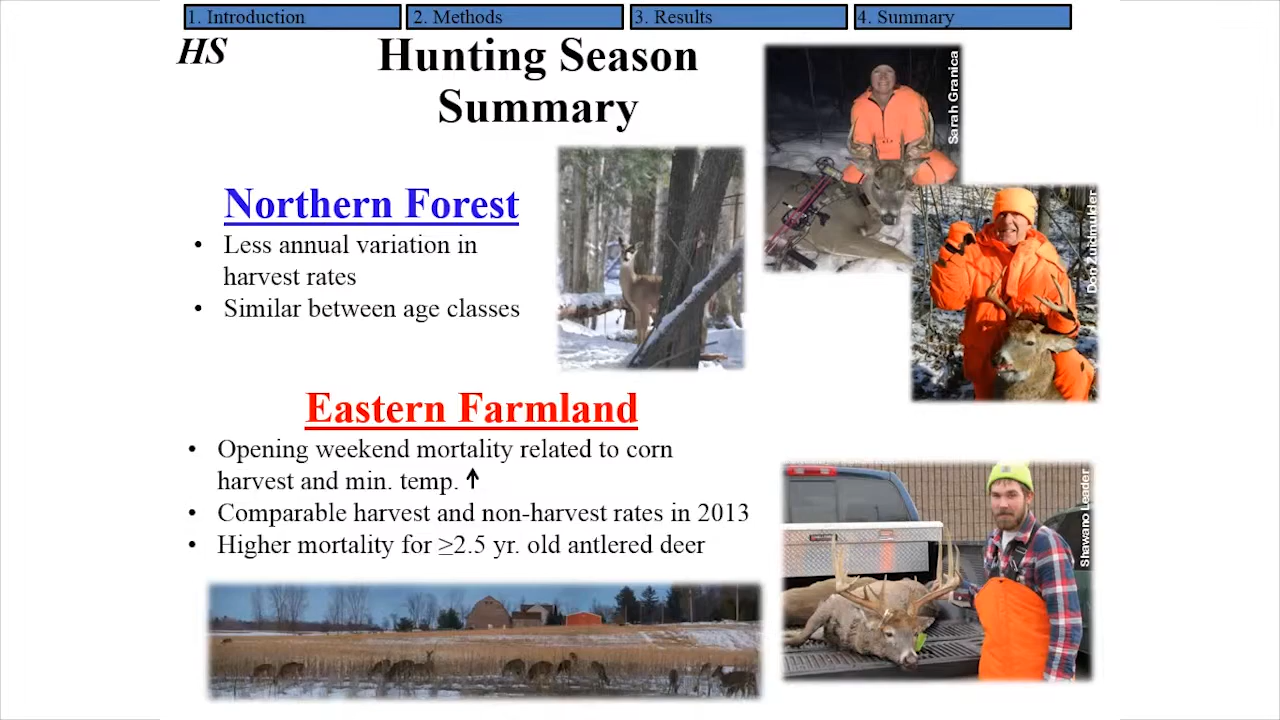 1. Introduction
2. Methods
3. Results
4. Summary
HS
Hunting Season
Summary
Sarah Granica
Northern Forest
• Less annual variation in
harvest rates
• Similar between age classes
Don Zuidmulder
Eastern Farmland
• Opening weekend mortality related to corn
harvest and min. temp. ↑
• Comparable harvest and non-harvest rates in 2013
• Higher mortality for ≥2.5 yr. old antlered deer
Shawano Leader